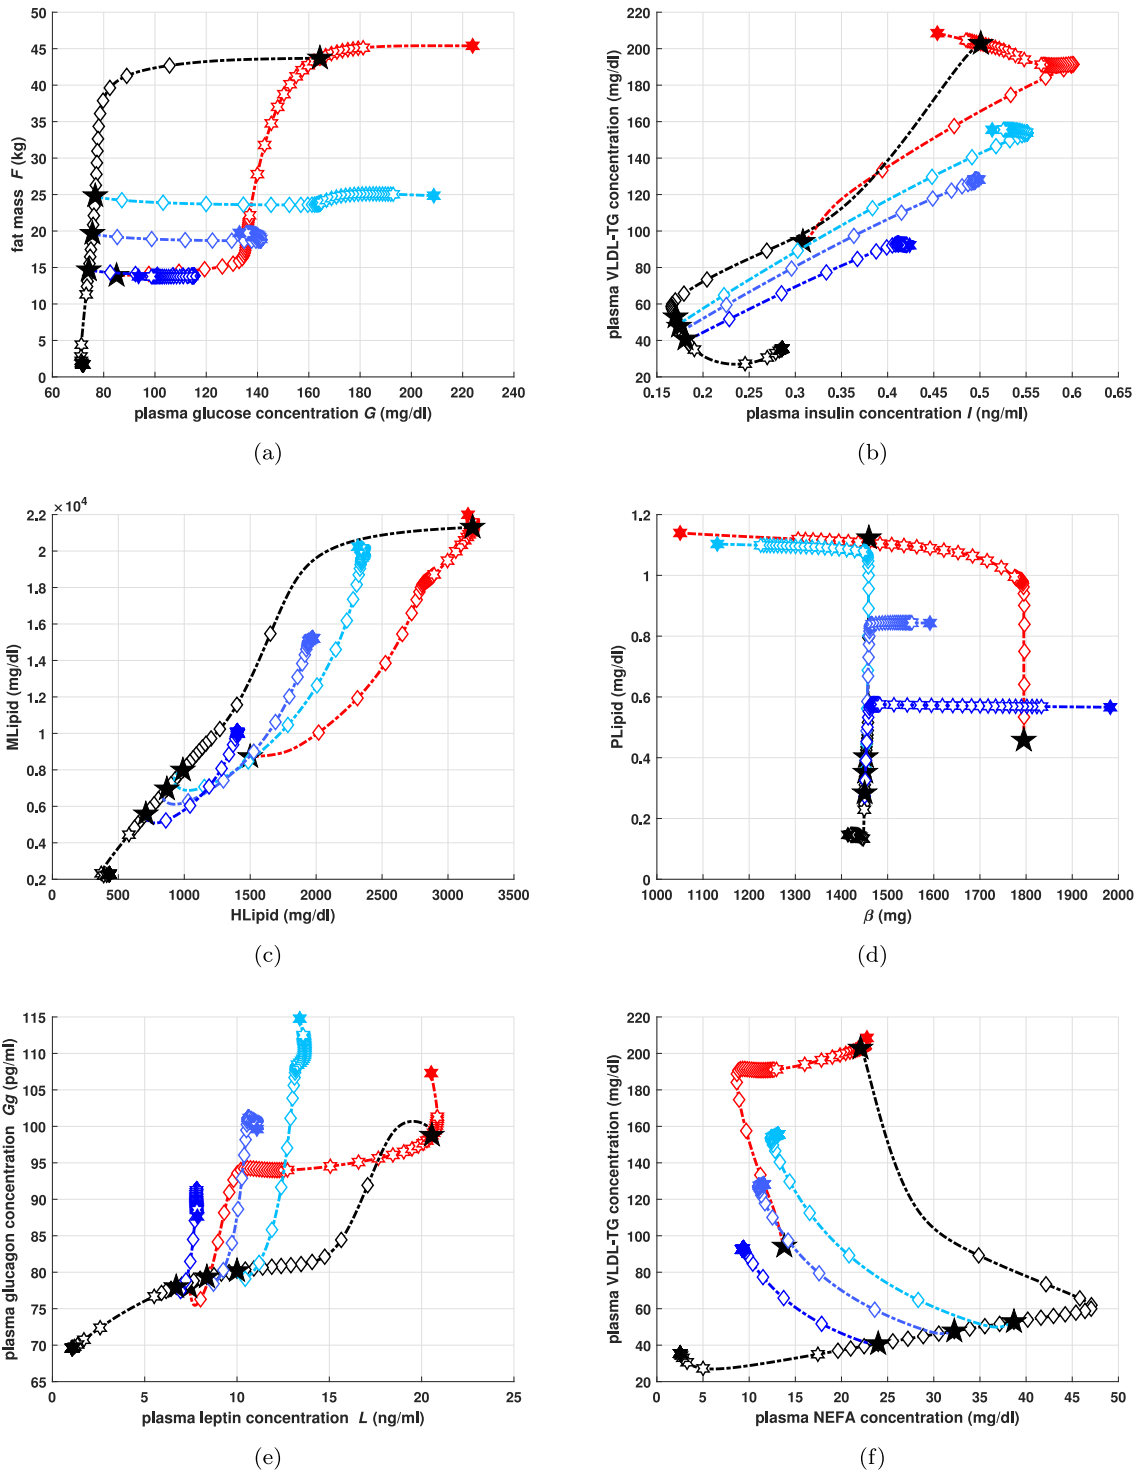 50
45
40
35
30
25
20
15
10
5
0
fat mass F (kg)
60 80 100 120 140 160 180 200 220 240
plasma glucose concentration G (mg/dl)
(a)
220
200
180
160
140
120
100
80
60
40
20
plasma VLDL-TG concentration (mg/dl)
0.15 0.2 0.25 0.3 0.35 0.4 0.45 0.5 0.55 0.6 0.65
plasma insulin concentration I (ng/ml)
(b)
×10⁴
2.2
2
1.8
1.6
1.4
1.2
1
0.8
0.6
0.4
0.2
MLipid (mg/dl)
0 500 1000 1500 2000 2500 3000 3500
HLipid (mg/dl)
(c)
1.2
1
0.8
0.6
0.4
0.2
0
PLipid (mg/dl)
1000 1100 1200 1300 1400 1500 1600 1700 1800 1900 2000
β (mg)
(d)
115
110
105
100
95
90
85
80
75
70
65
plasma glucagon concentration Gg (pg/ml)
0 5 10 15 20 25
plasma leptin concentration L (ng/ml)
(e)
220
200
180
160
140
120
100
80
60
40
20
plasma VLDL-TG concentration (mg/dl)
0 5 10 15 20 25 30 35 40 45 50
plasma NEFA concentration (mg/dl)
(f)